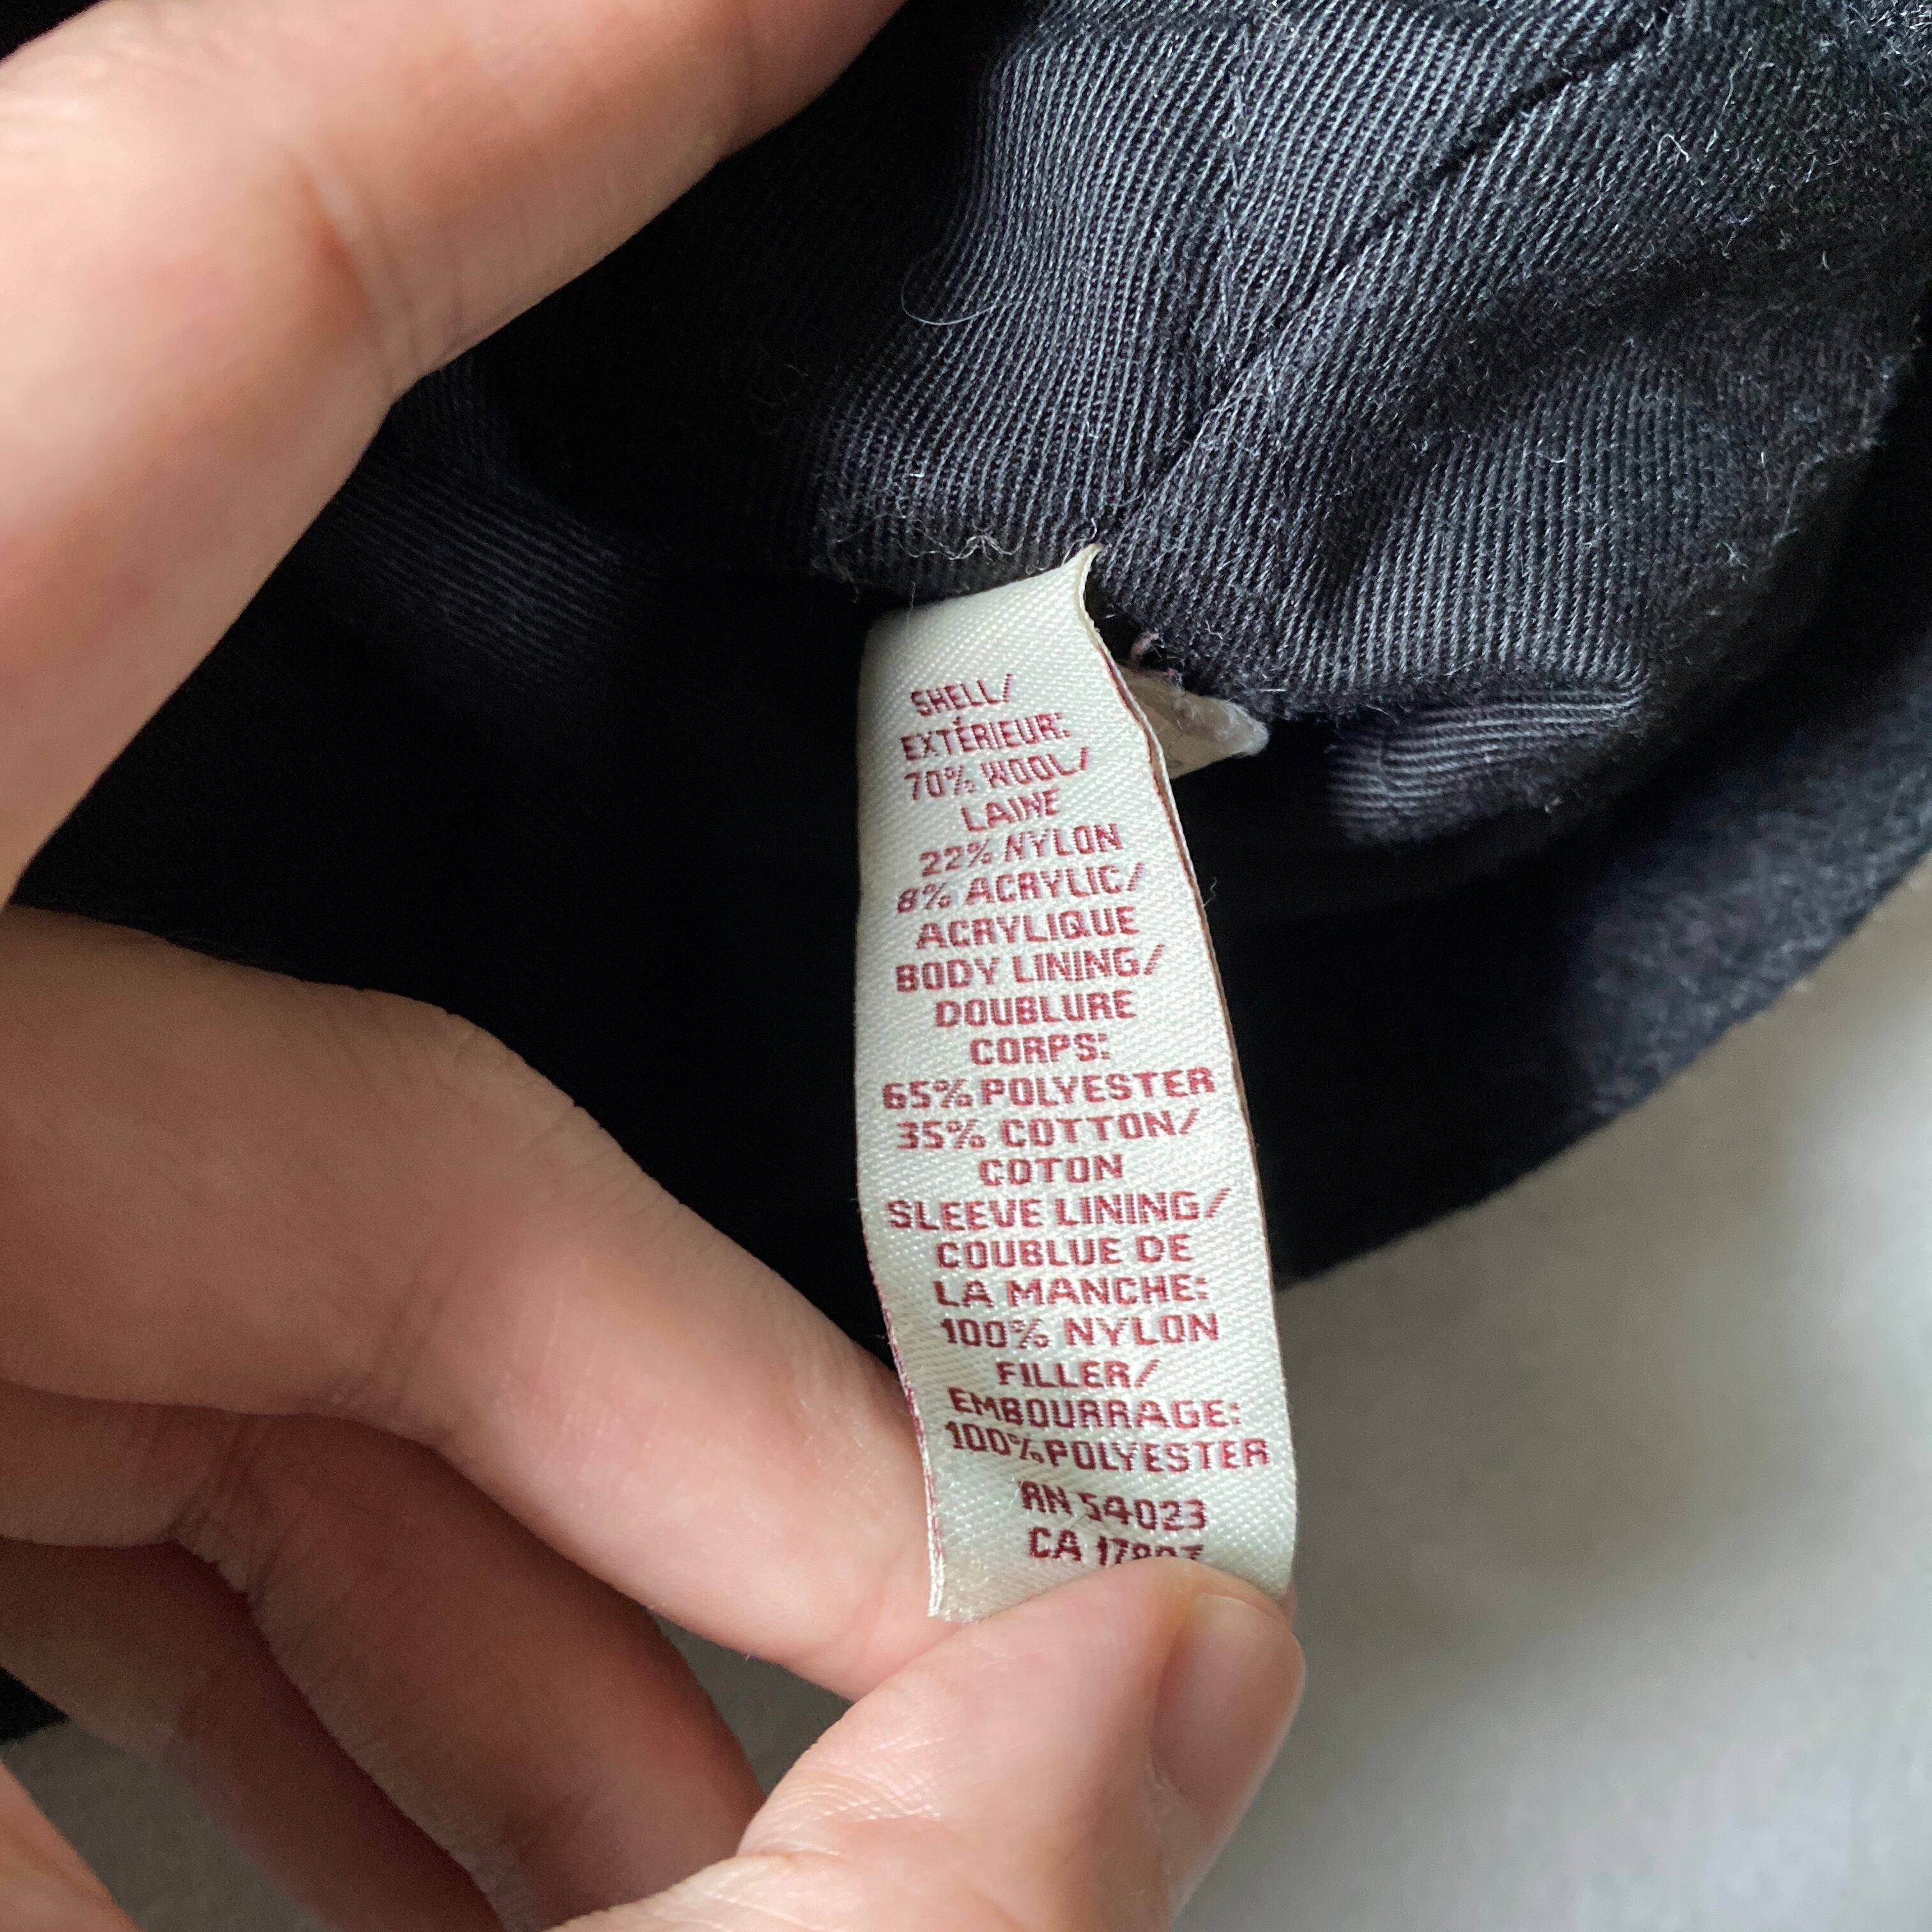 SHELL/
EXTÉRIEUR:
70% WOOL/
LAINE
22% NYLON
8% ACRYLIC/
ACRYLIQUE
BODY LINING/
DOUBLURE
CORPS:
65% POLYESTER
35% COTTON/
COTON
SLEEVE LINING/
COUBLUE DE
LA MANCHE:
100% NYLON
FILLER/
EMBOURRAGE:
100% POLYESTER
RN 54023
CA